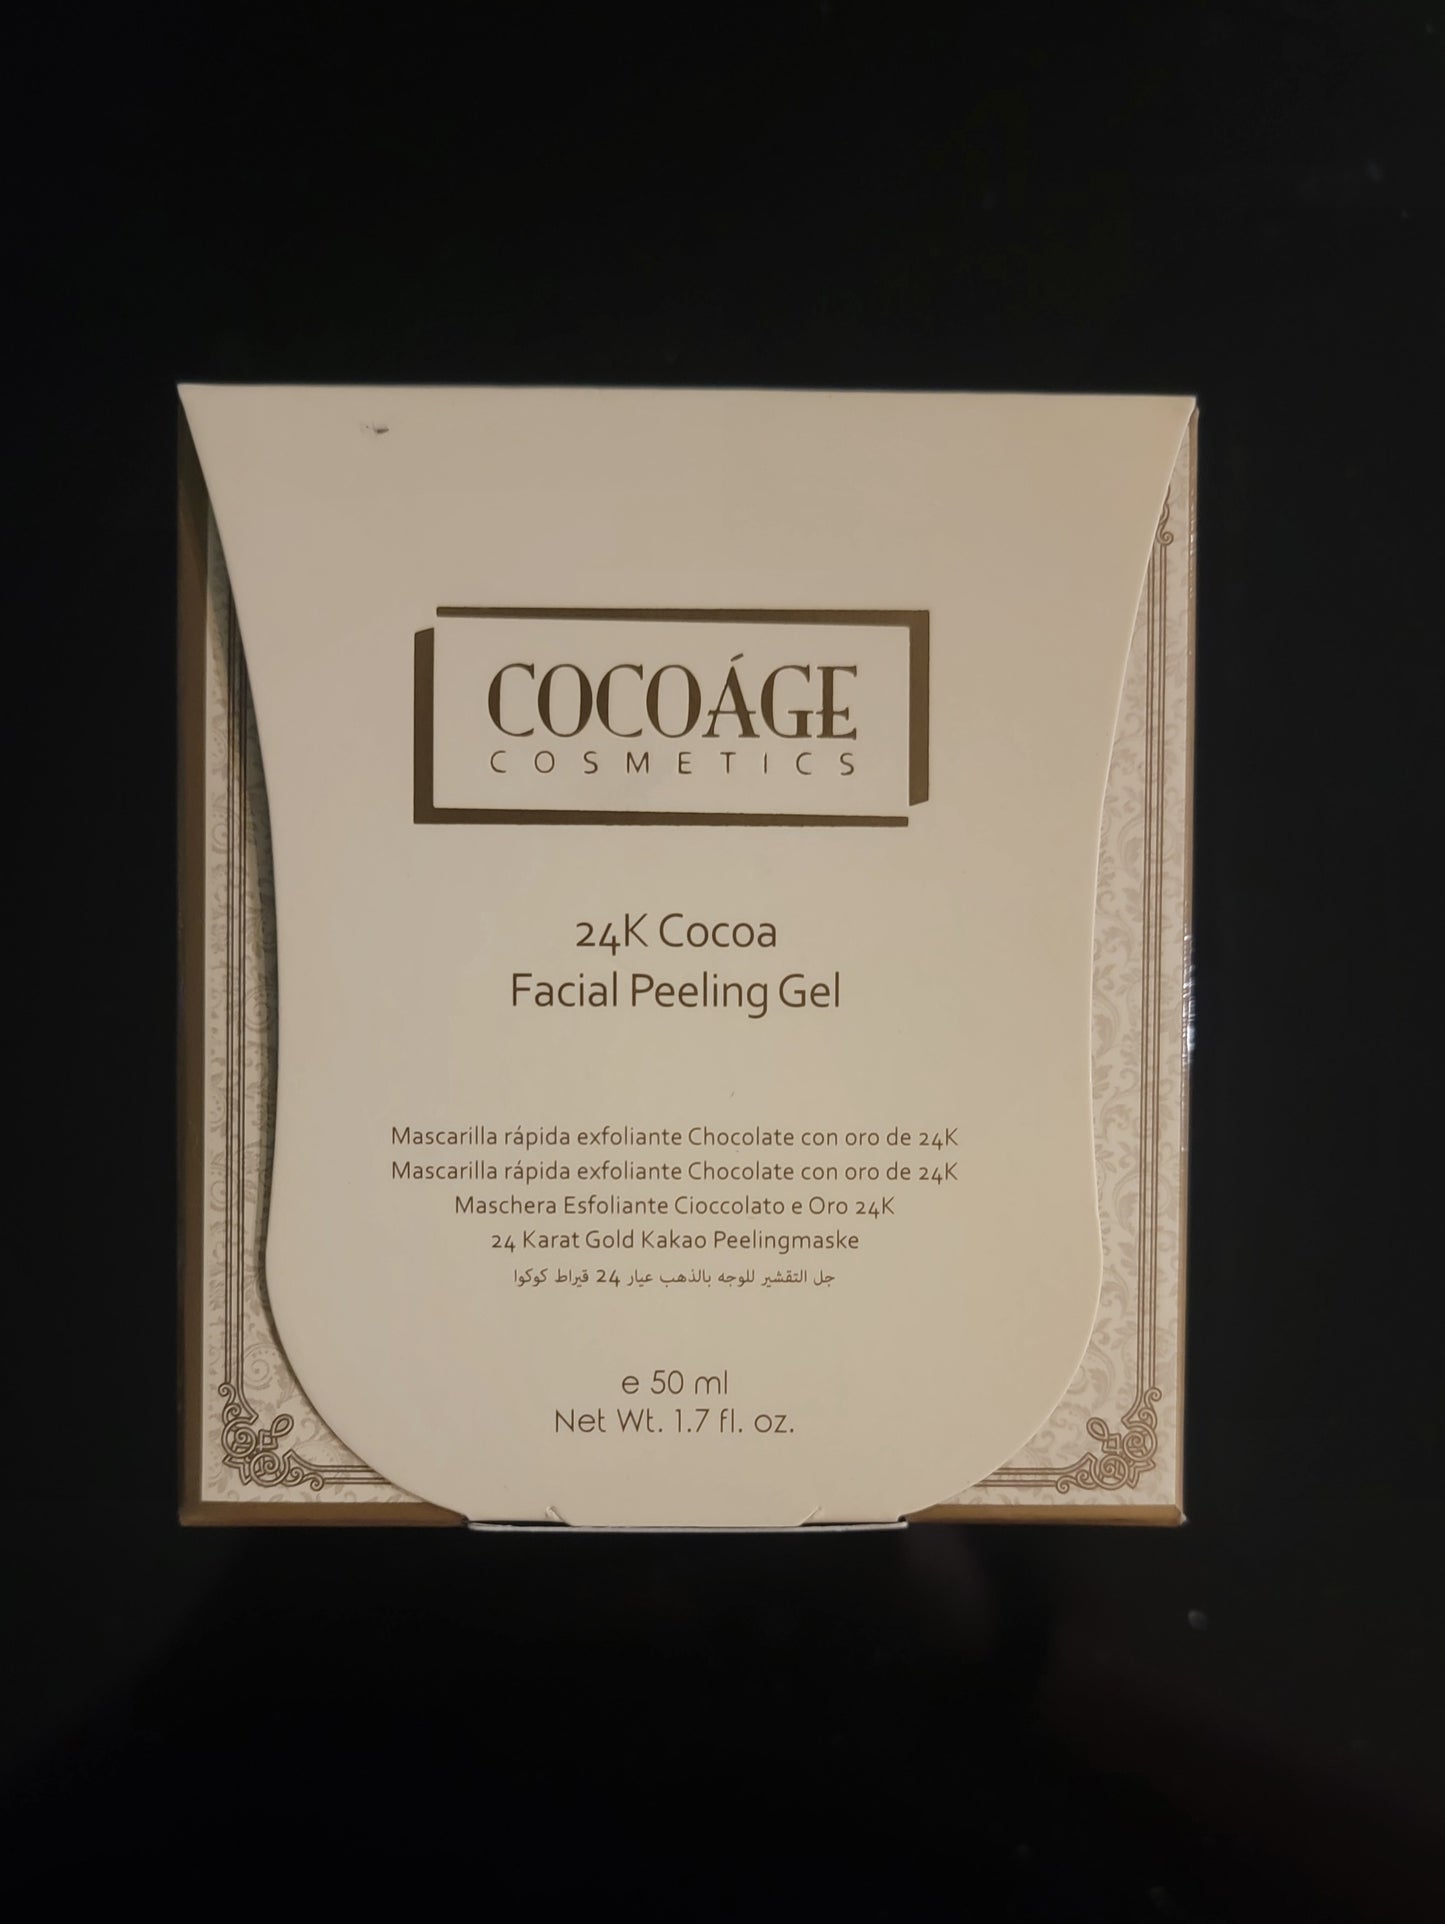 COCOÁGE
COSMETICS
24K Cocoa
Facial Peeling Gel
Mascarilla rápida exfoliante Chocolate con oro de 24K
Mascarilla rápida exfoliante Chocolate con oro de 24K
Maschera Esfoliante Cioccolato e Oro 24K
24 Karat Gold Kakao Peelingmaske
جل التقشير للوجه بالذهب عيار 24 قيراط كوكوا
e 50 ml
Net Wt. 1.7 fl. oz.